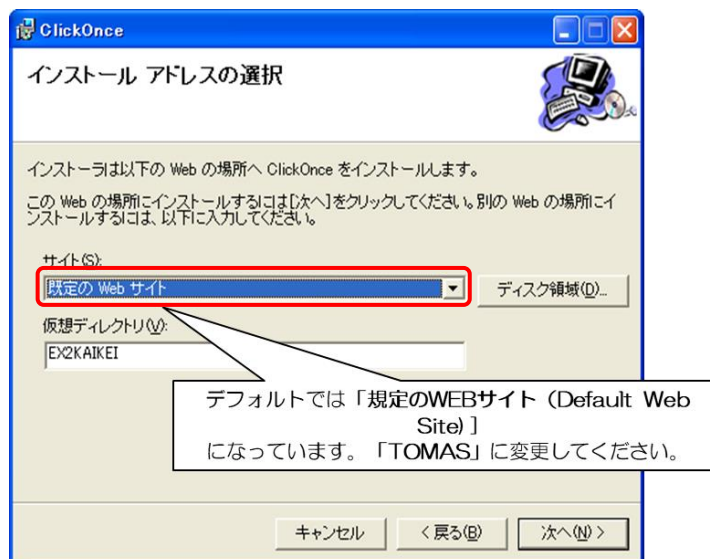 ClickOnce
インストール アドレスの選択
インストーラは以下の Web の場所へ ClickOnce をインストールします。
この Web の場所にインストールするには[次へ]をクリックしてください。別の Web の場所にイ
ンストールするには、以下に入力してください。
サイト(S):
既定の Web サイト
ディスク領域(D)...
仮想ディレクトリ(V):
EX2KAIKEI
デフォルトでは「規定のWEBサイト（Default Web
Site)］
になっています。「TOMAS」に変更してください。
キャンセル
< 戻る(B)
次へ(N) >